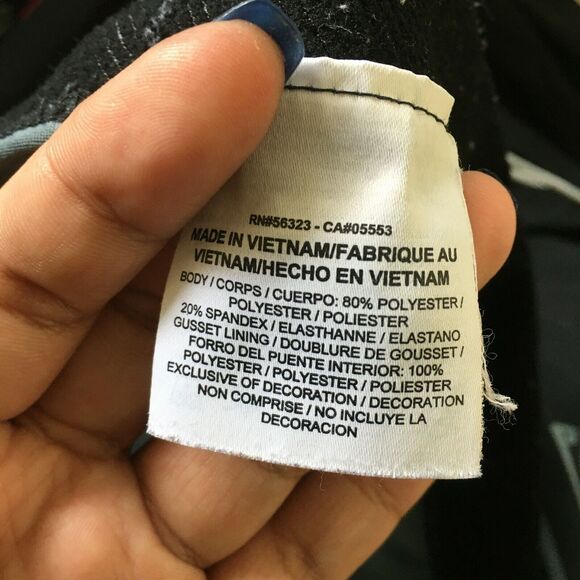 RN#56323 - CA#05553
MADE IN VIETNAM/FABRIQUE AU
VIETNAM/HECHO EN VIETNAM
BODY / CORPS / CUERPO: 80% POLYESTER /
POLYESTER / POLIESTER
20% SPANDEX / ELASTHANNE / ELASTANO
GUSSET LINING / DOUBLURE DE GOUSSET /
FORRO DEL PUENTE INTERIOR: 100%
POLYESTER / POLYESTER / POLIESTER
EXCLUSIVE OF DECORATION / DECORATION
NON COMPRISE / NO INCLUYE LA
DECORACION